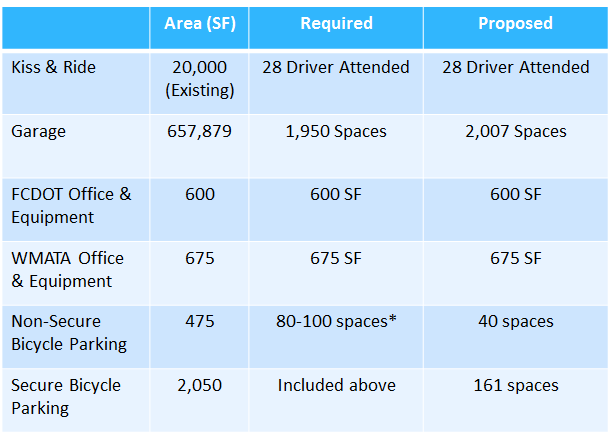 Area (SF) Required Proposed
Kiss & Ride 20,000 28 Driver Attended 28 Driver Attended
(Existing)
Garage 657,879 1,950 Spaces 2,007 Spaces
FCDOT Office & 600 600 SF 600 SF
Equipment
WMATA Office 675 675 SF 675 SF
& Equipment
Non-Secure 475 80-100 spaces* 40 spaces
Bicycle Parking
Secure Bicycle 2,050 Included above 161 spaces
Parking